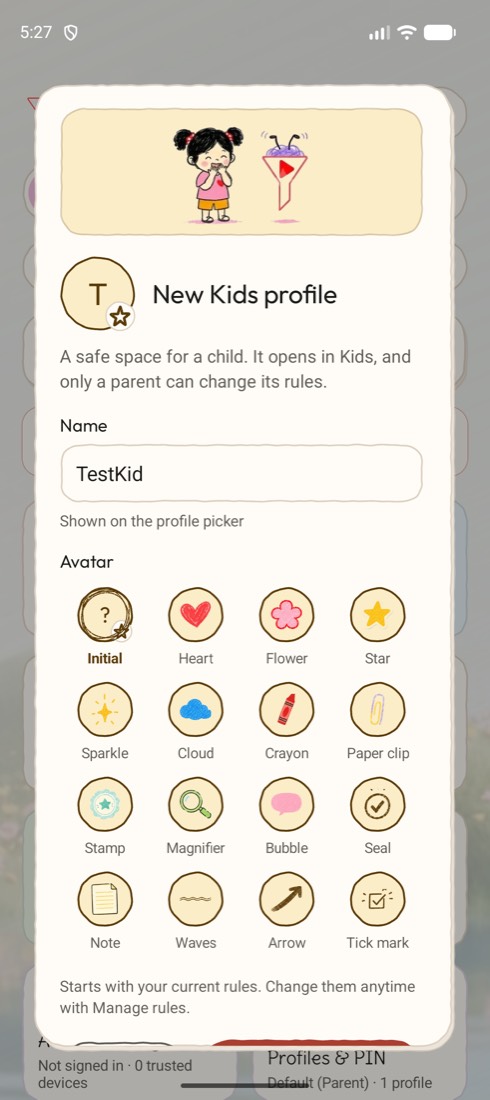 5:27
T
New Kids profile
A safe space for a child. It opens in Kids, and
only a parent can change its rules.
Name
TestKid
Shown on the profile picker
Avatar
?
Initial
Heart
Flower
Star
Sparkle
Cloud
Crayon
Paper clip
Stamp
Magnifier
Bubble
Seal
Note
Waves
Arrow
Tick mark
Starts with your current rules. Change them anytime
with Manage rules.
Not signed in · 0 trusted
devices
Profiles & PIN
Default (Parent) · 1 profile